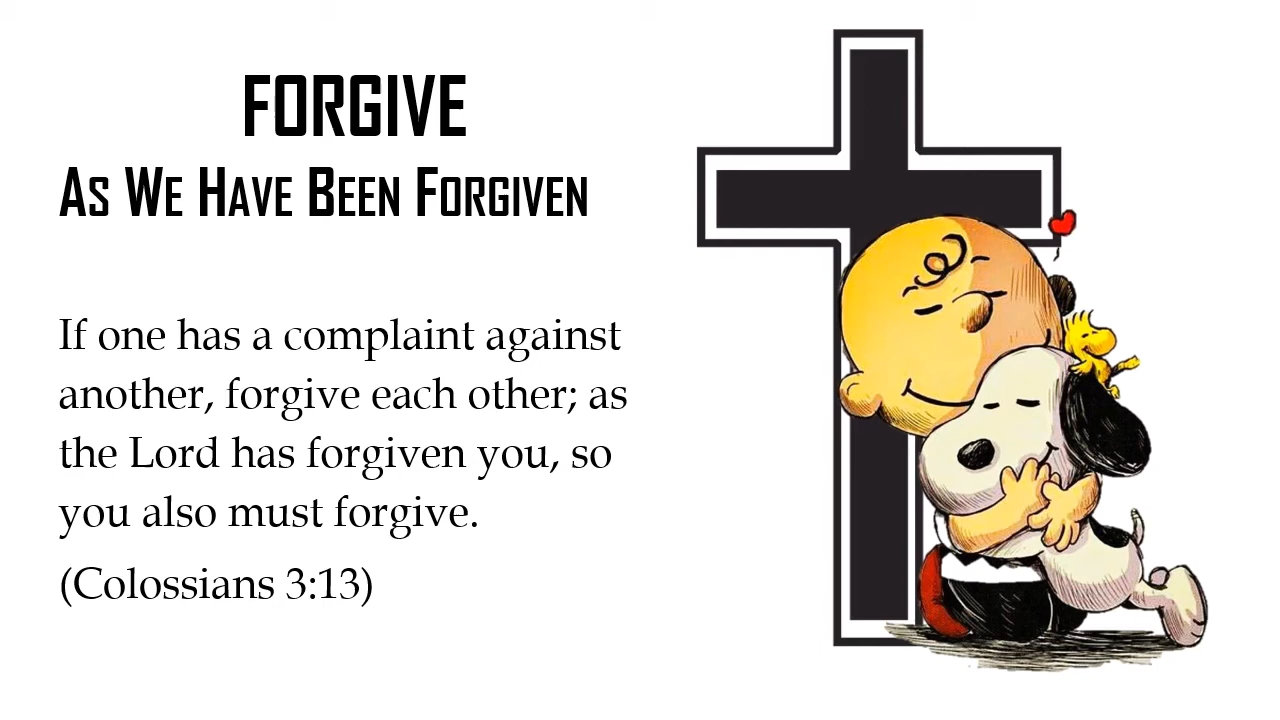 FORGIVE
As We Have Been Forgiven
If one has a complaint against
another, forgive each other; as
the Lord has forgiven you, so
you also must forgive.
(Colossians 3:13)